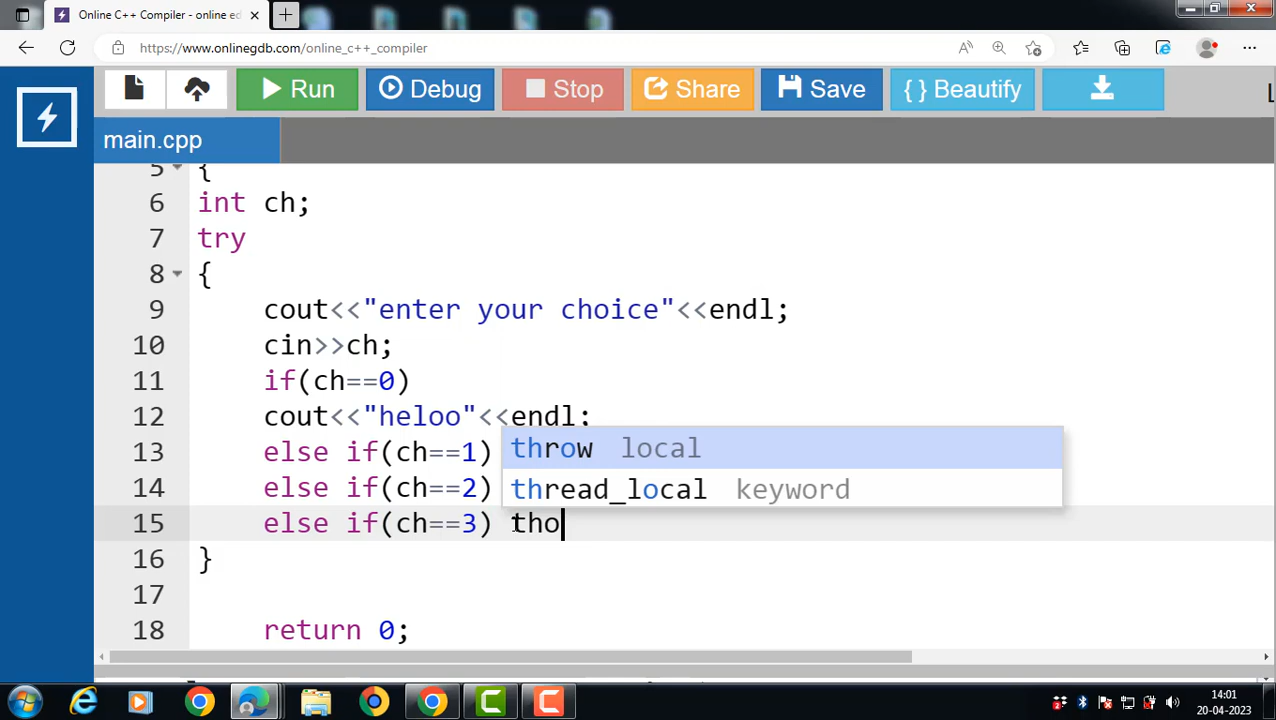 Online C++ Compiler - online ed
https://www.onlinegdb.com/online_c++_compiler
Run
Debug
Stop
Share
Save
{ } Beautify
main.cpp
5 {
6 int ch;
7 try
8 {
9 cout<<"enter your choice"<<endl;
10 cin>>ch;
11 if(ch==0)
12 cout<<"heloo"<<endl;
13 else if(ch==1)
14 else if(ch==2)
15 else if(ch==3) tho
throw local
thread_local keyword
16 }
17
18 return 0;
14:01
20-04-2023